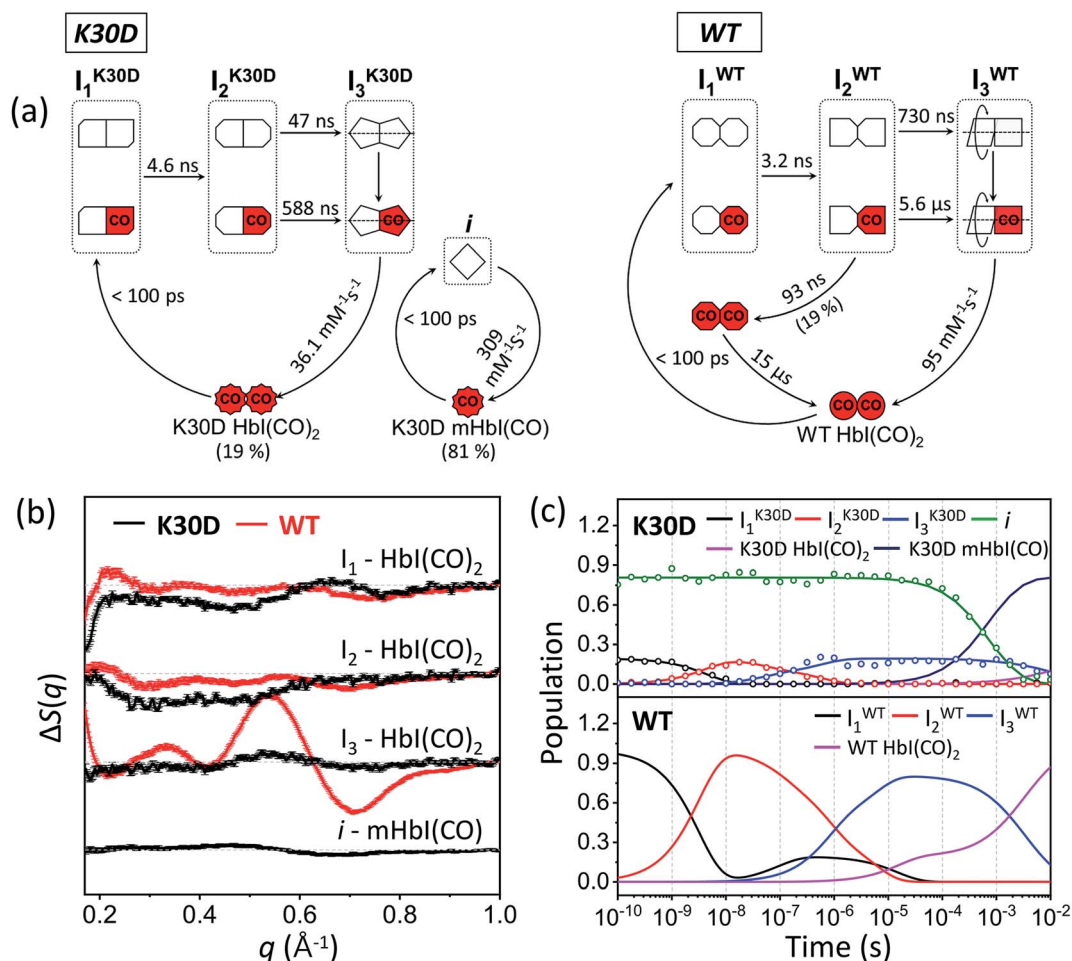 (a)
K30D
I₁ᴷ³⁰ᴰ I₂ᴷ³⁰ᴰ I₃ᴷ³⁰ᴰ
47 ns
4.6 ns
CO CO 588 ns CO
i
< 100 ps
36.1 mM⁻¹s⁻¹
< 100 ps
309
mM⁻¹S⁻¹
CO CO
K30D HbI(CO)₂
(19 %)
CO
K30D mHbI(CO)
(81 %)
WT
I₁ᵂᵀ I₂ᵂᵀ I₃ᵂᵀ
730 ns
3.2 ns
CO CO 5.6 µs CO
93 ns
(19 %)
CO CO
< 100 ps
15 µs
95 mM⁻¹s⁻¹
CO CO
WT HbI(CO)₂
(b)
K30D WT
I₁ - HbI(CO)₂
I₂ - HbI(CO)₂
I₃ - HbI(CO)₂
i - mHbI(CO)
ΔS(q)
0.2 0.4 0.6 0.8 1.0
q (Å⁻¹)
(c)
K30D
I₁ᴷ³⁰ᴰ I₂ᴷ³⁰ᴰ I₃ᴷ³⁰ᴰ i
K30D HbI(CO)₂ K30D mHbI(CO)
1.2
0.9
0.6
0.3
0.0
WT
I₁ᵂᵀ I₂ᵂᵀ I₃ᵂᵀ
WT HbI(CO)₂
1.2
0.9
0.6
0.3
0.0
Population
10⁻¹⁰ 10⁻⁹ 10⁻⁸ 10⁻⁷ 10⁻⁶ 10⁻⁵ 10⁻⁴ 10⁻³ 10⁻²
Time (s)